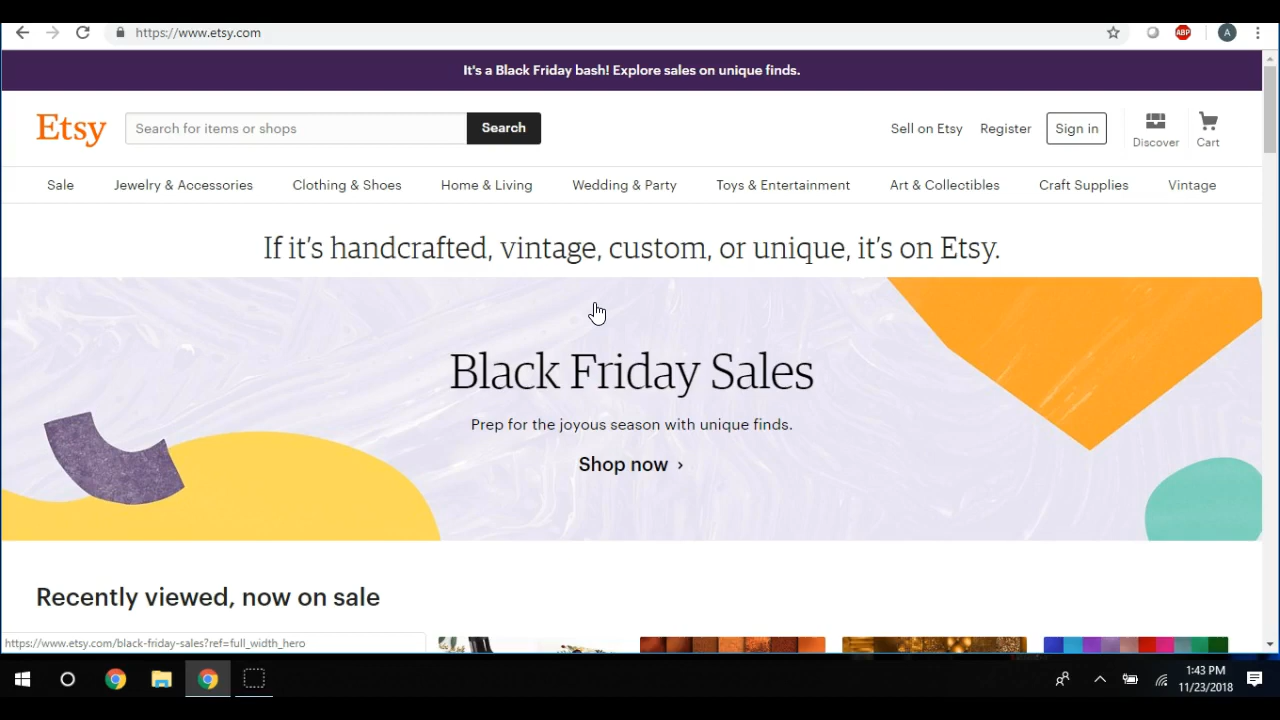 https://www.etsy.com
ABP
A
It's a Black Friday bash! Explore sales on unique finds.
Etsy
Search for items or shops
Search
Sell on Etsy
Register
Sign in
Discover
Cart
Sale
Jewelry & Accessories
Clothing & Shoes
Home & Living
Wedding & Party
Toys & Entertainment
Art & Collectibles
Craft Supplies
Vintage
If it's handcrafted, vintage, custom, or unique, it's on Etsy.
Black Friday Sales
Prep for the joyous season with unique finds.
Shop now ›
Recently viewed, now on sale
https://www.etsy.com/black-friday-sales?ref=full_width_hero
1:43 PM
11/23/2018